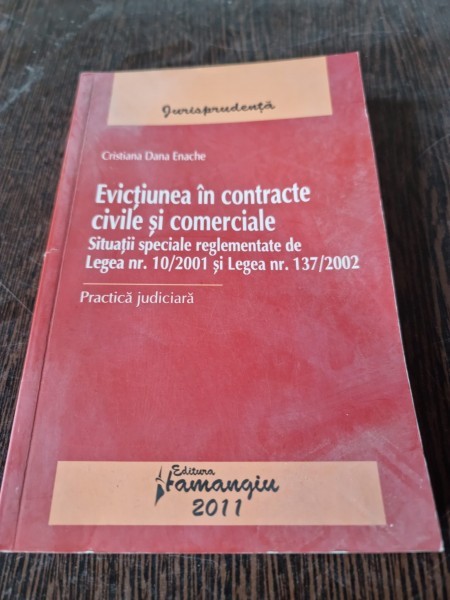 Jurisprudență
Cristiana Dana Enache
Evicțiunea în contracte
civile și comerciale
Situații speciale reglementate de
Legea nr. 10/2001 și Legea nr. 137/2002
Practică judiciară
Editura
Hamangiu
2011